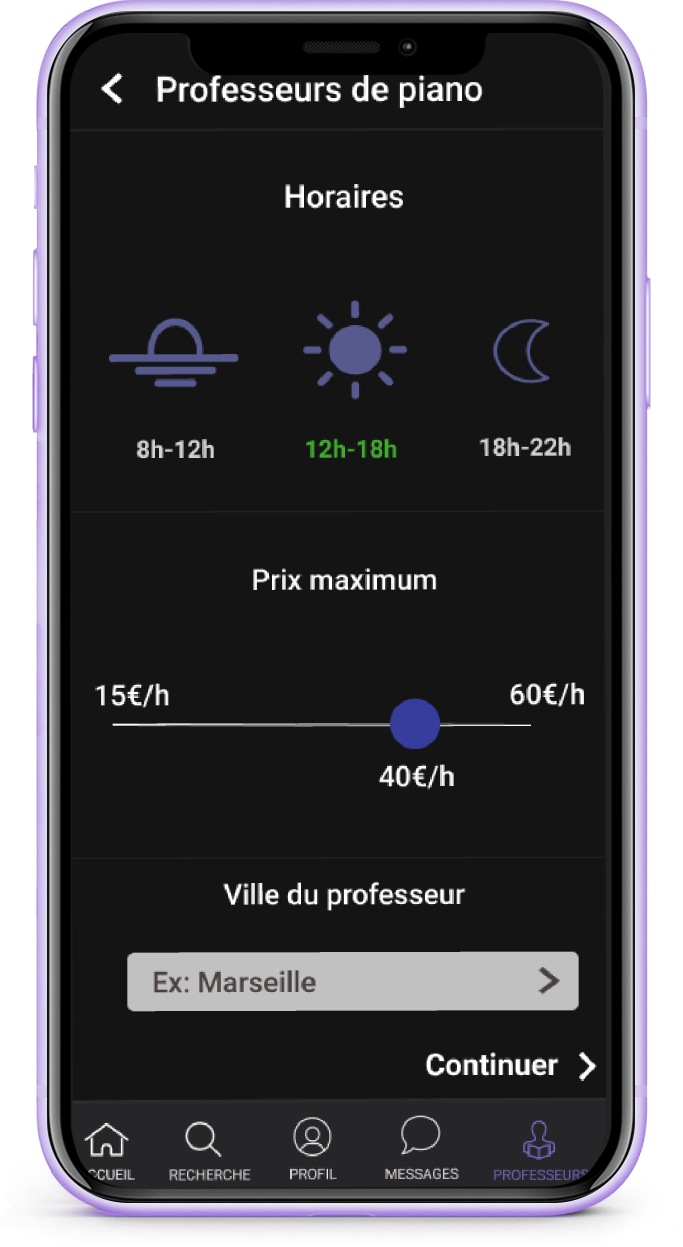 Professeurs de piano
Horaires
8h-12h 12h-18h 18h-22h
Prix maximum
15€/h 60€/h
40€/h
Ville du professeur
Ex: Marseille
Continuer
CCUEIL RECHERCHE PROFIL MESSAGES PROFESSEURS